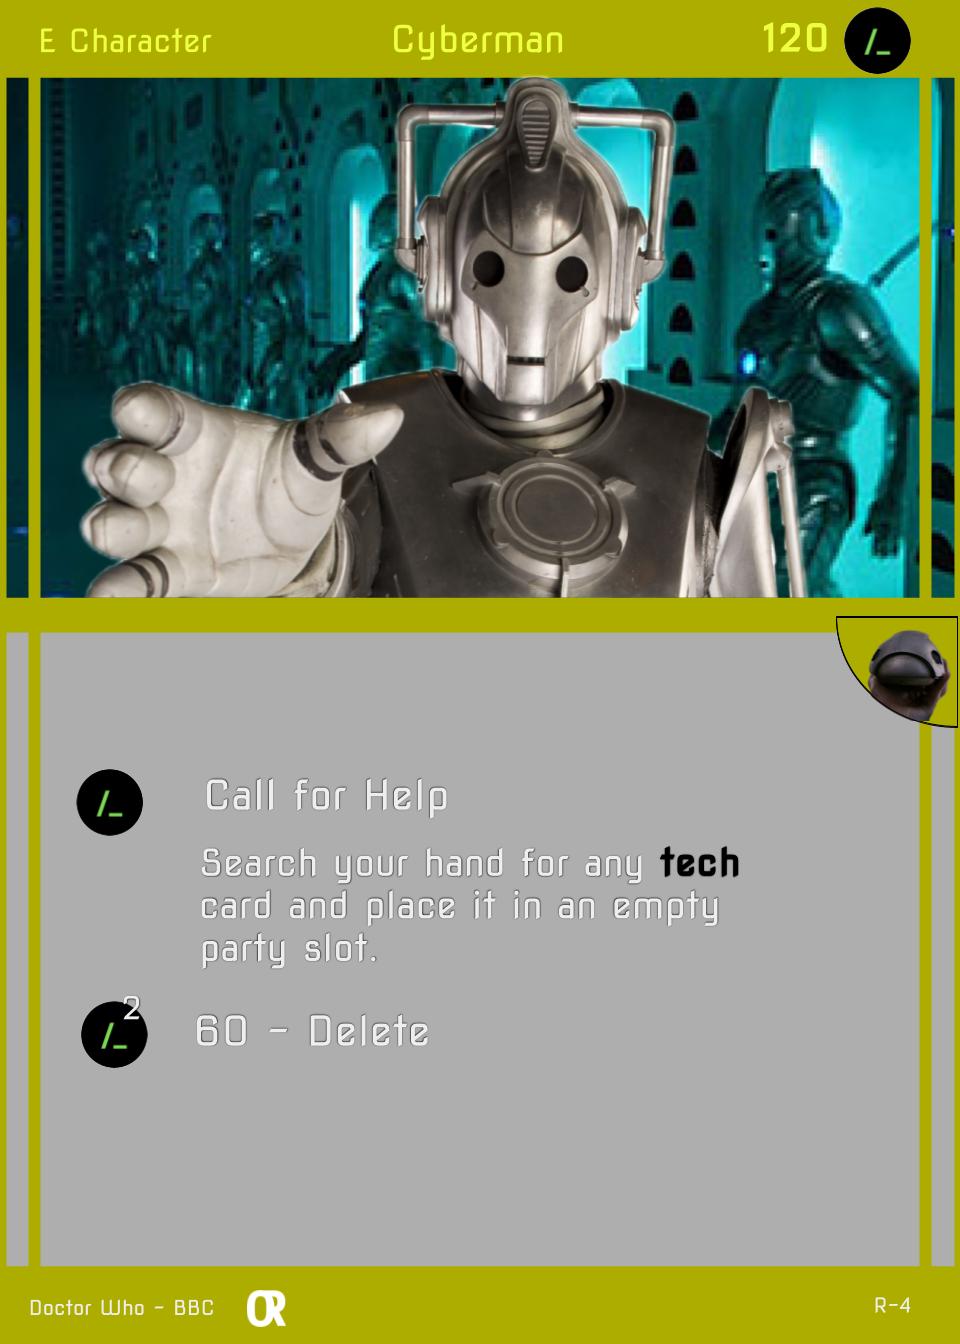 E Character
Cyberman
120 /_
/_ Call for Help
Search your hand for any tech
card and place it in an empty
party slot.
/_ 2 60 - Delete
Doctor Who - BBC
OR
R-4